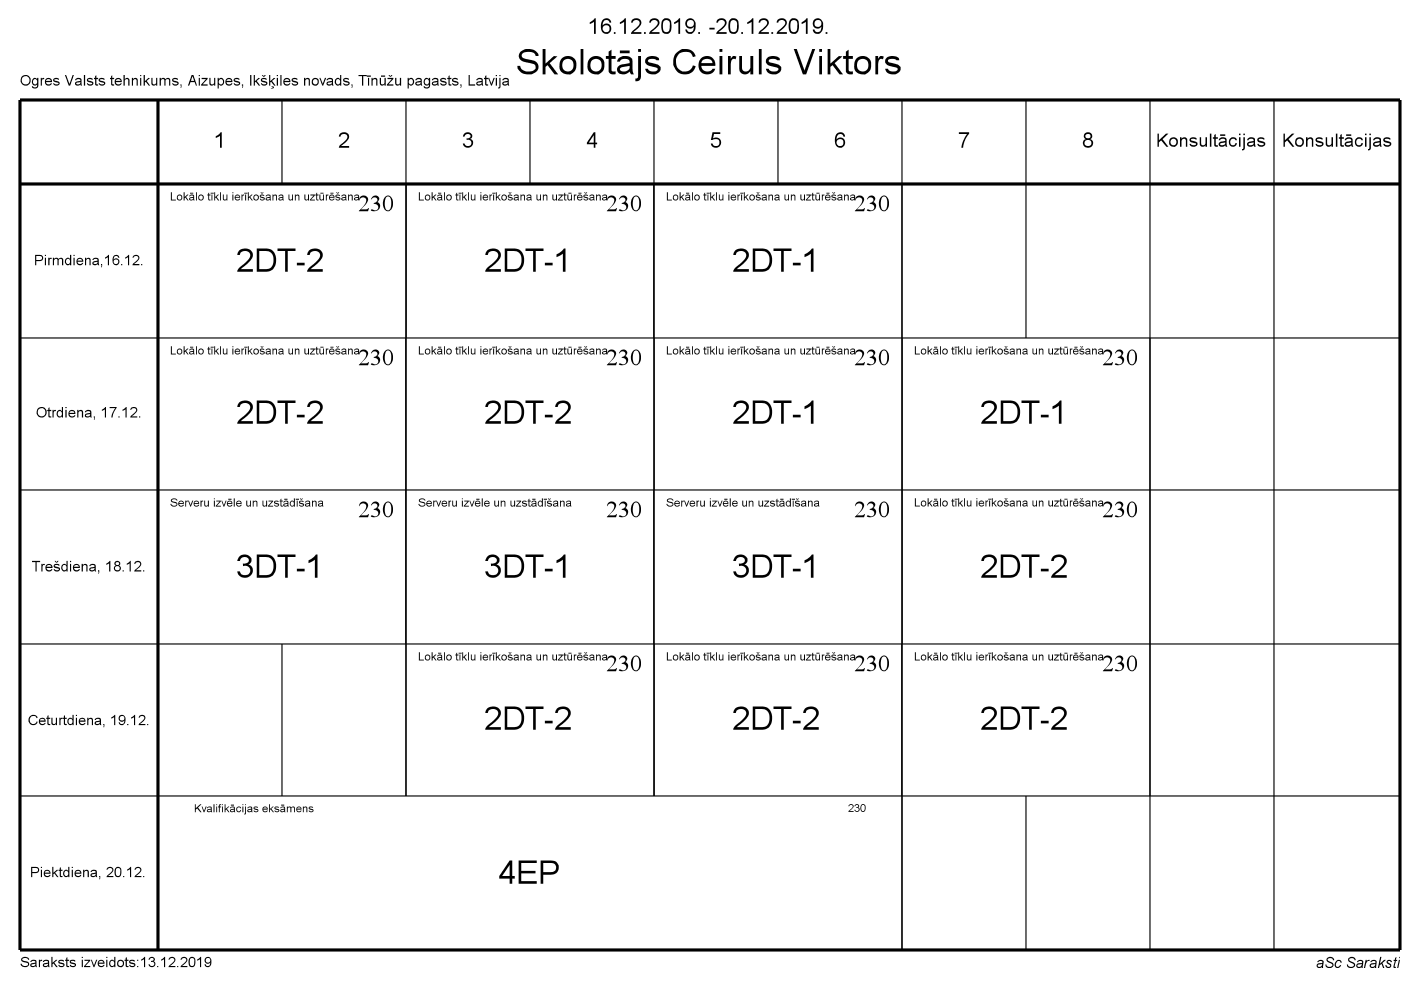 16.12.2019. -20.12.2019.
Skolotājs Ceiruls Viktors
Ogres Valsts tehnikums, Aizupes, Ikšķiles novads, Tīnūžu pagasts, Latvija
1 2 3 4 5 6 7 8 Konsultācijas Konsultācijas
Lokālo tīklu ierīkošana un uztūrēšana 230 Lokālo tīklu ierīkošana un uztūrēšana 230 Lokālo tīklu ierīkošana un uztūrēšana 230
Pirmdiena,16.12. 2DT-2 2DT-1 2DT-1
Lokālo tīklu ierīkošana un uztūrēšana 230 Lokālo tīklu ierīkošana un uztūrēšana 230 Lokālo tīklu ierīkošana un uztūrēšana 230 Lokālo tīklu ierīkošana un uztūrēšana 230
Otrdiena, 17.12. 2DT-2 2DT-2 2DT-1 2DT-1
Serveru izvēle un uzstādīšana 230 Serveru izvēle un uzstādīšana 230 Serveru izvēle un uzstādīšana 230 Lokālo tīklu ierīkošana un uztūrēšana 230
Trešdiena, 18.12. 3DT-1 3DT-1 3DT-1 2DT-2
Lokālo tīklu ierīkošana un uztūrēšana 230 Lokālo tīklu ierīkošana un uztūrēšana 230 Lokālo tīklu ierīkošana un uztūrēšana 230
Ceturtdiena, 19.12. 2DT-2 2DT-2 2DT-2
Kvalifikācijas eksāmens 230
Piektdiena, 20.12. 4EP
Saraksts izveidots:13.12.2019 aSc Saraksti